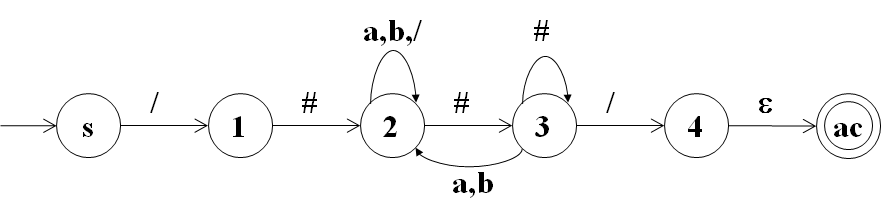 a,b,/ #
/ # # / ε
s 1 2 3 4 ac
a,b